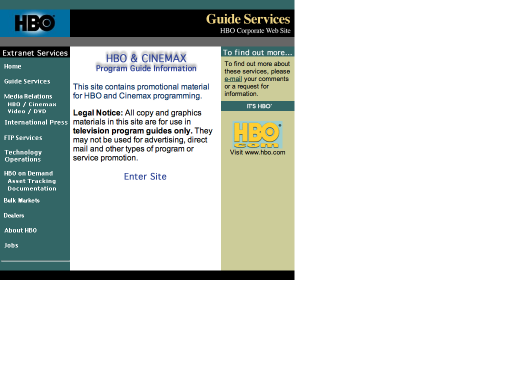 HBO
Guide Services
HBO Corporate Web Site
Extranet Services
Home
Guide Services
Media Relations
HBO / Cinemax
Video / DVD
International Press
FTP Services
Technology
Operations
HBO on Demand
Asset Tracking
Documentation
Bulk Markets
Dealers
About HBO
Jobs
HBO & CINEMAX
Program Guide Information
This site contains promotional material
for HBO and Cinemax programming.
Legal Notice: All copy and graphics
materials in this site are for use in
television program guides only. They
may not be used for advertising, direct
mail and other types of program or
service promotion.
Enter Site
To find out more...
To find out more about
these services, please
e-mail your comments
or a request for
information.
IT'S HBO'
HBO
com
Visit www.hbo.com